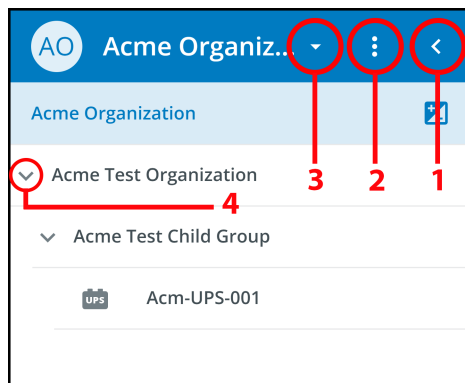 AO Acme Organiz...
Acme Organization
Acme Test Organization
3 2 1
4
Acme Test Child Group
UPS Acm-UPS-001